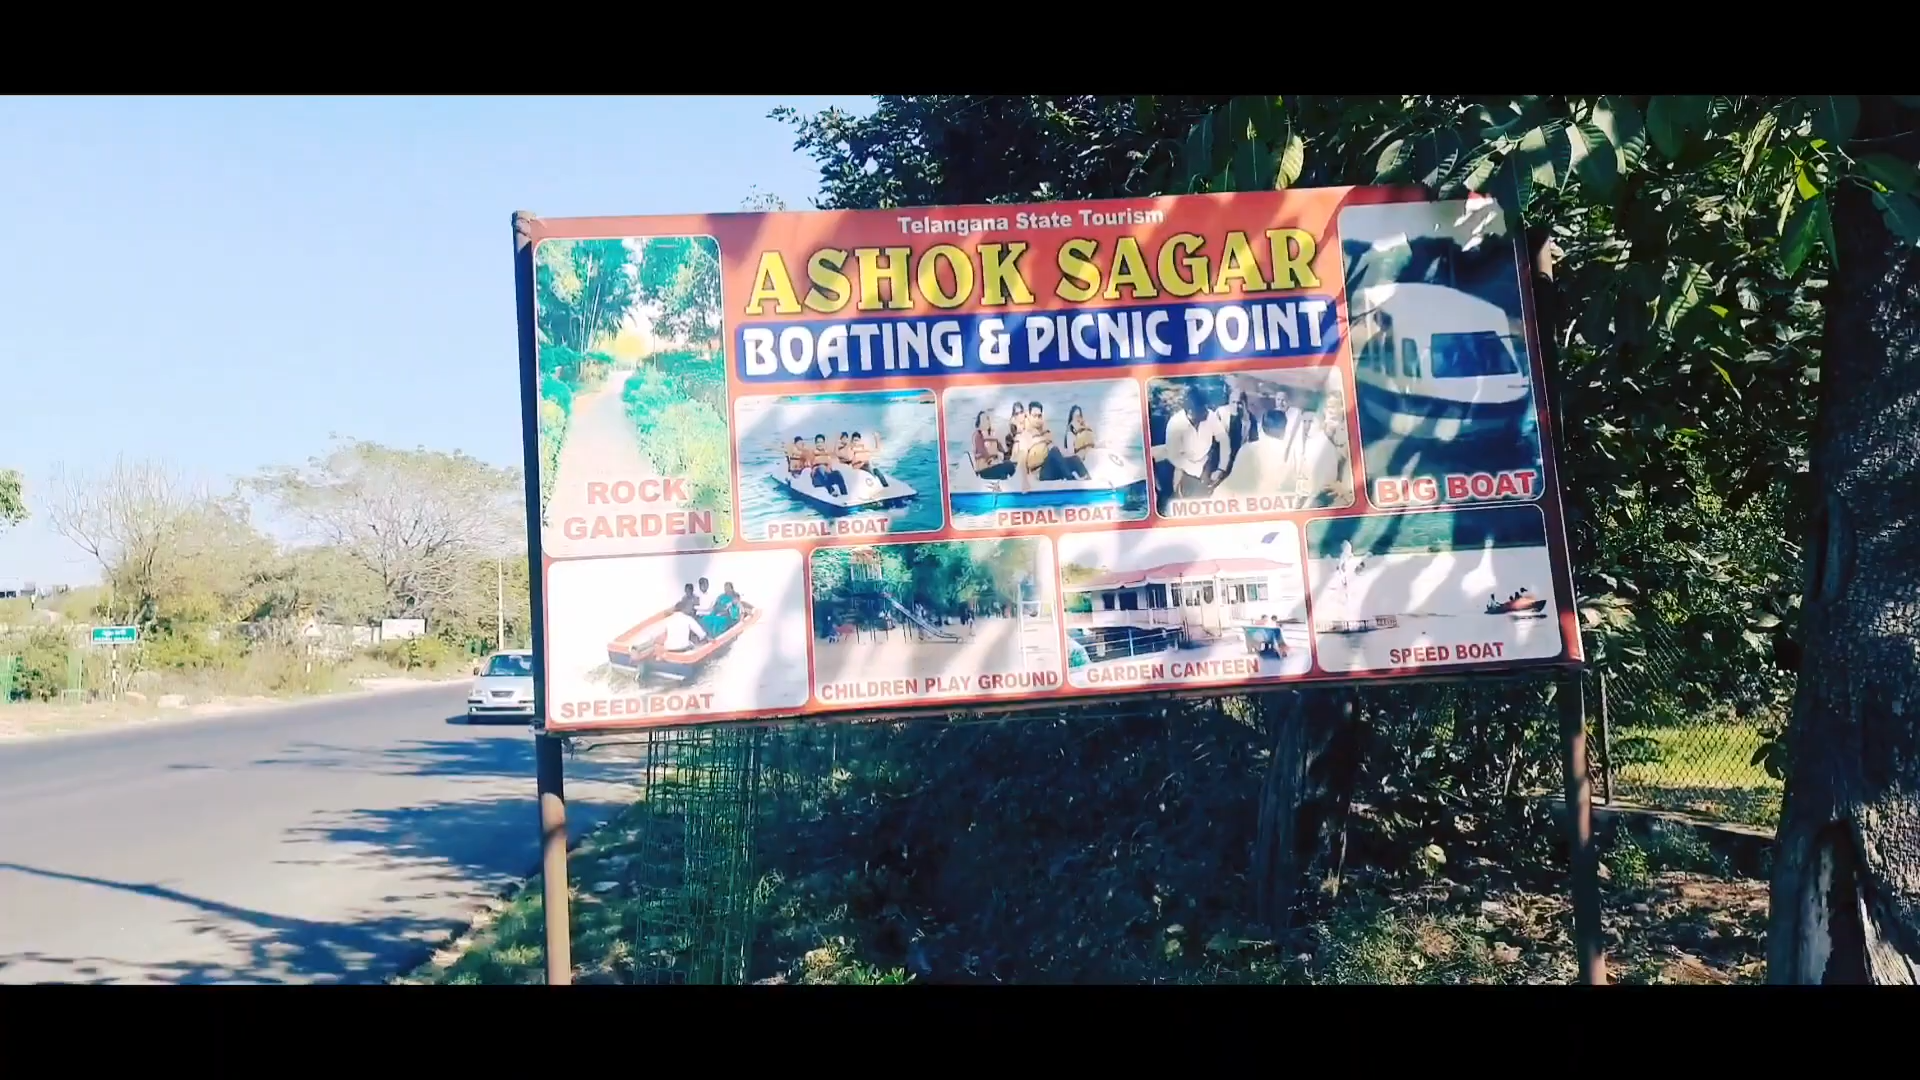 Telangana State Tourism
ASHOK SAGAR
BOATING & PICNIC POINT
ROCK
GARDEN
PEDAL BOAT
PEDAL BOAT
MOTOR BOAT
BIG BOAT
SPEED BOAT
CHILDREN PLAY GROUND
GARDEN CANTEEN
SPEED BOAT